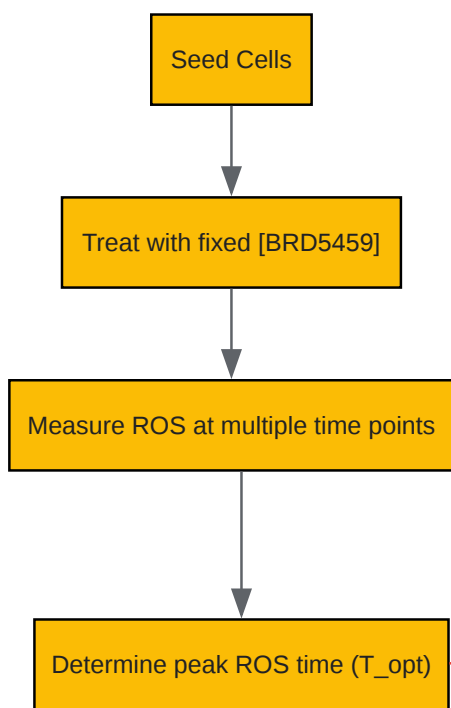 Seed Cells
Treat with fixed [BRD5459]
Measure ROS at multiple time points
Determine peak ROS time (T_opt)